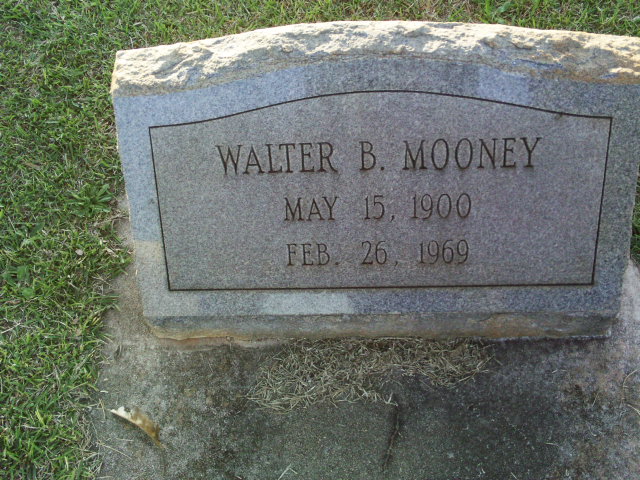 WALTER B. MOONEY
MAY 15, 1900
FEB. 26, 1969